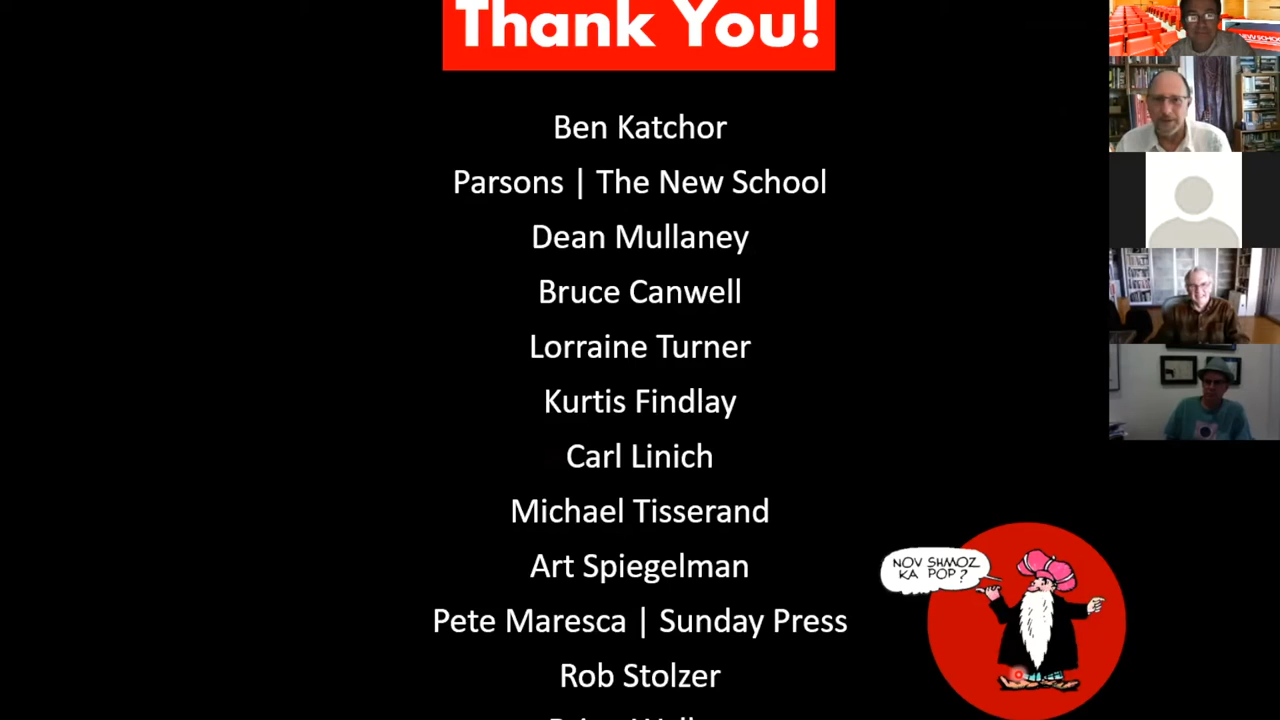 Thank You!
Ben Katchor
Parsons | The New School
Dean Mullaney
Bruce Canwell
Lorraine Turner
Kurtis Findlay
Carl Linich
Michael Tisserand
Art Spiegelman
Pete Maresca | Sunday Press
Rob Stolzer
NOV SHMOZ
KA POP?